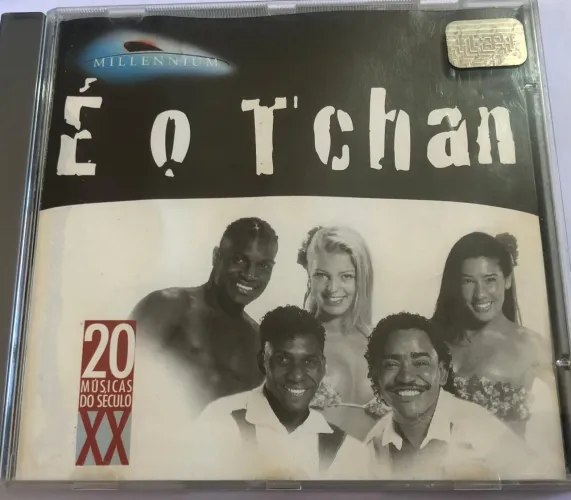 MILLENNIUM
É o Tchan
20
MÚSICAS
DO SÉCULO
XX